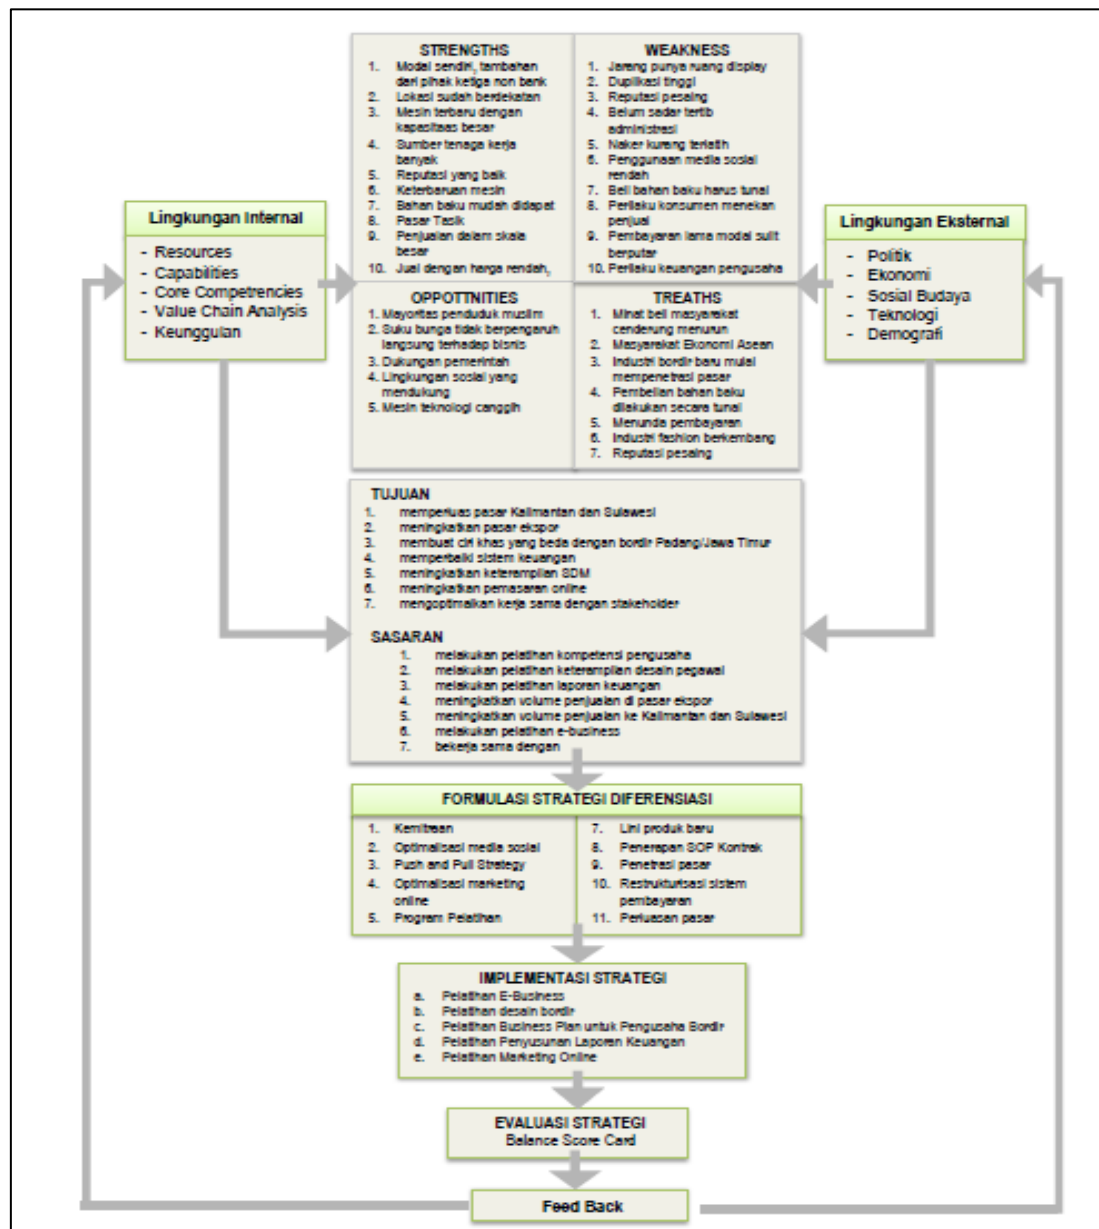 STRENGTHS
1. Modal sendiri, tambahan
dari pihak ketiga non bank
2. Lokasi sudah berdekatan
3. Mesin terbaru dengan
kapasitaas besar
4. Sumber tenaga kerja
banyak
5. Reputasi yang baik
6. Keterbaruan mesin
7. Bahan baku mudah didapat
8. Pasar Tasik
9. Penjualan dalam skala
besar
10. Jual dengan harga rendah,
WEAKNESS
1. Jarang punya ruang display
2. Duplikasi tinggi
3. Reputasi pesaing
4. Belum sadar tertib
administrasi
5. Naker kurang terlatih
6. Penggunaan media sosial
rendah
7. Beli bahan baku harus tunai
8. Perilaku konsumen menekan
penjual
9. Pembayaran lama modal sulit
berputar
10. Perilaku keuangan pengusaha
Lingkungan Internal
- Resources
- Capabilities
- Core Competencies
- Value Chain Analysis
- Keunggulan
Lingkungan Eksternal
- Politik
- Ekonomi
- Sosial Budaya
- Teknologi
- Demografi
OPPOTTNITIES
1. Mayoritas penduduk muslim
2. Suku bunga tidak berpengaruh
langsung terhadap bisnis
3. Dukungan pemerintah
4. Lingkungan sosial yang
mendukung
5. Mesin teknologi canggih
TREATHS
1. Minat beli masyarakat
cenderung menurun
2. Masyarakat Ekonomi Asean
3. Industri bordir baru mulai
mempenetrasi pasar
4. Pembelian bahan baku
dilakukan secara tunai
5. Menunda pembayaran
6. Industri fashion berkembang
7. Reputasi pesaing
TUJUAN
1. memperluas pasar Kalimantan dan Sulawesi
2. meningkatkan pasar ekspor
3. membuat ciri khas yang beda dengan bordir Padang/Jawa Timur
4. memperbaiki sistem keuangan
5. meningkatkan keterampilan SDM
6. meningkatkan pemasaran online
7. mengoptimalkan kerja sama dengan stakeholder
SASARAN
1. melakukan pelatihan kompetensi pengusaha
2. melakukan pelatihan keterampilan desain pegawai
3. melakukan pelatihan laporan keuangan
4. meningkatkan volume penjualan di pasar ekspor
5. meningkatkan volume penjualan ke Kalimantan dan Sulawesi
6. melakukan pelatihan e-business
7. bekerja sama dengan
FORMULASI STRATEGI DIFERENSIASI
1. Kemitraan
2. Optimalisasi media sosial
3. Push and Pull Strategy
4. Optimalisasi marketing
online
5. Program Pelatihan
7. Lini produk baru
8. Penerapan SOP Kontrak
9. Penetrasi pasar
10. Restrukturisasi sistem
pembayaran
11. Perluasan pasar
IMPLEMENTASI STRATEGI
a. Pelatihan E-Business
b. Pelatihan desain bordir
c. Pelatihan Business Plan untuk Pengusaha Bordir
d. Pelatihan Penyusunan Laporan Keuangan
e. Pelatihan Marketing Online
EVALUASI STRATEGI
Balance Score Card
Feed Back